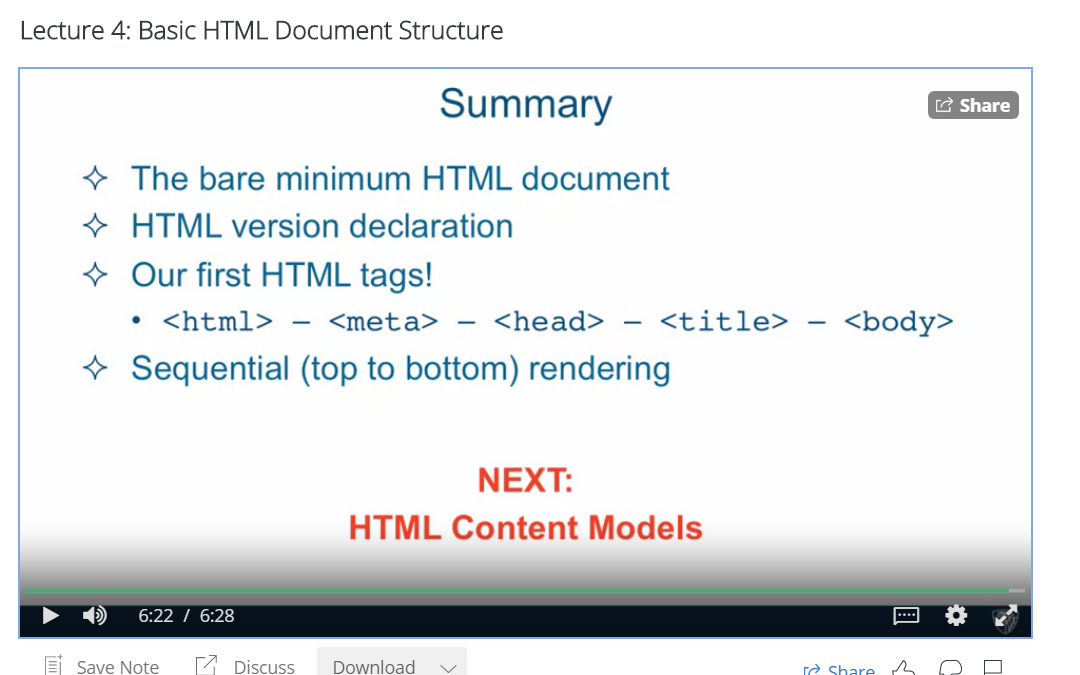 Lecture 4: Basic HTML Document Structure
Summary
Share
The bare minimum HTML document
HTML version declaration
Our first HTML tags!
• <html> – <meta> – <head> – <title> – <body>
Sequential (top to bottom) rendering
NEXT:
HTML Content Models
6:22 / 6:28
Save Note Discuss Download Share